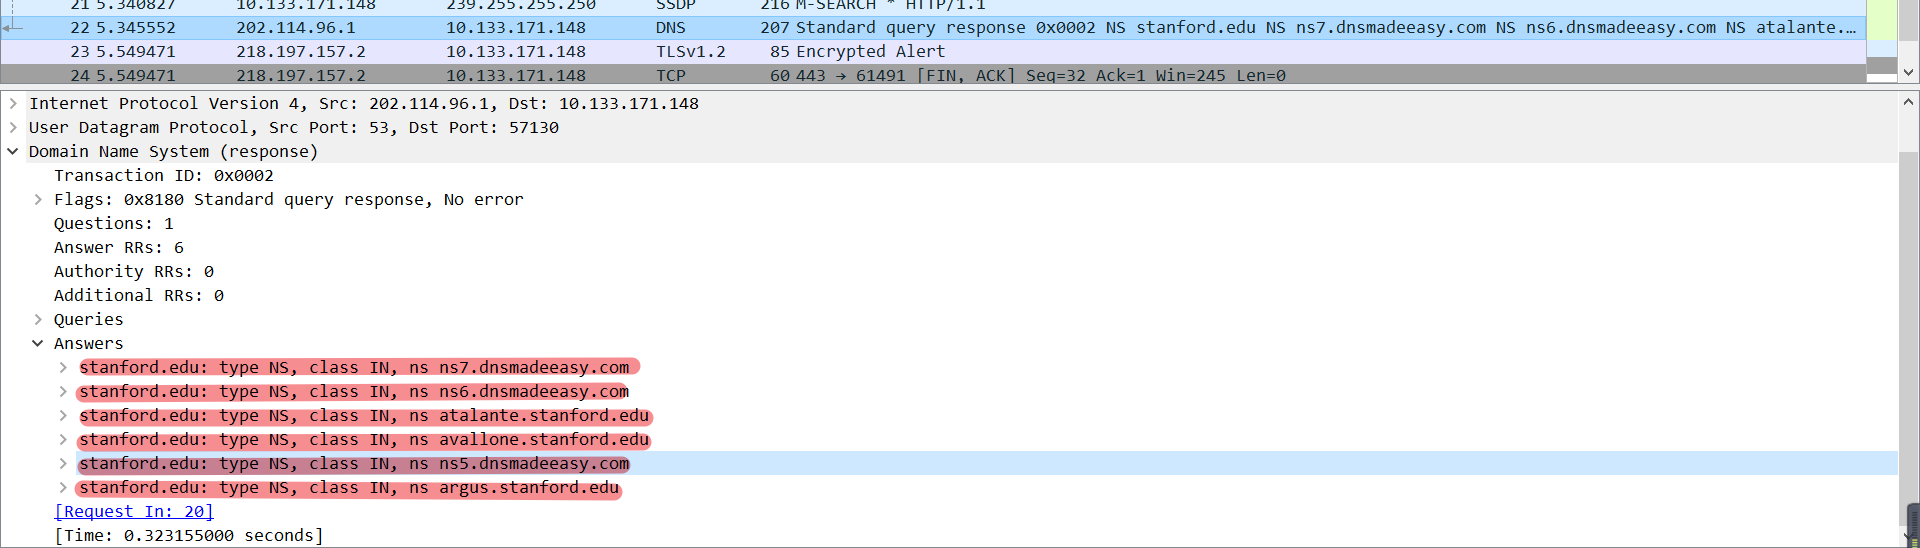 21 5.340827 10.133.171.148 239.255.255.250 SSDP 216 M-SEARCH * HTTP/1.1
22 5.345552 202.114.96.1 10.133.171.148 DNS 207 Standard query response 0x0002 NS stanford.edu NS ns7.dnsmadeeasy.com NS ns6.dnsmadeeasy.com NS atalante.…
23 5.549471 218.197.157.2 10.133.171.148 TLSv1.2 85 Encrypted Alert
24 5.549471 218.197.157.2 10.133.171.148 TCP 60 443 → 61491 [FIN, ACK] Seq=32 Ack=1 Win=245 Len=0
Internet Protocol Version 4, Src: 202.114.96.1, Dst: 10.133.171.148
User Datagram Protocol, Src Port: 53, Dst Port: 57130
Domain Name System (response)
Transaction ID: 0x0002
Flags: 0x8180 Standard query response, No error
Questions: 1
Answer RRs: 6
Authority RRs: 0
Additional RRs: 0
Queries
Answers
stanford.edu: type NS, class IN, ns ns7.dnsmadeeasy.com
stanford.edu: type NS, class IN, ns ns6.dnsmadeeasy.com
stanford.edu: type NS, class IN, ns atalante.stanford.edu
stanford.edu: type NS, class IN, ns avallone.stanford.edu
stanford.edu: type NS, class IN, ns ns5.dnsmadeeasy.com
stanford.edu: type NS, class IN, ns argus.stanford.edu
[Request In: 20]
[Time: 0.323155000 seconds]